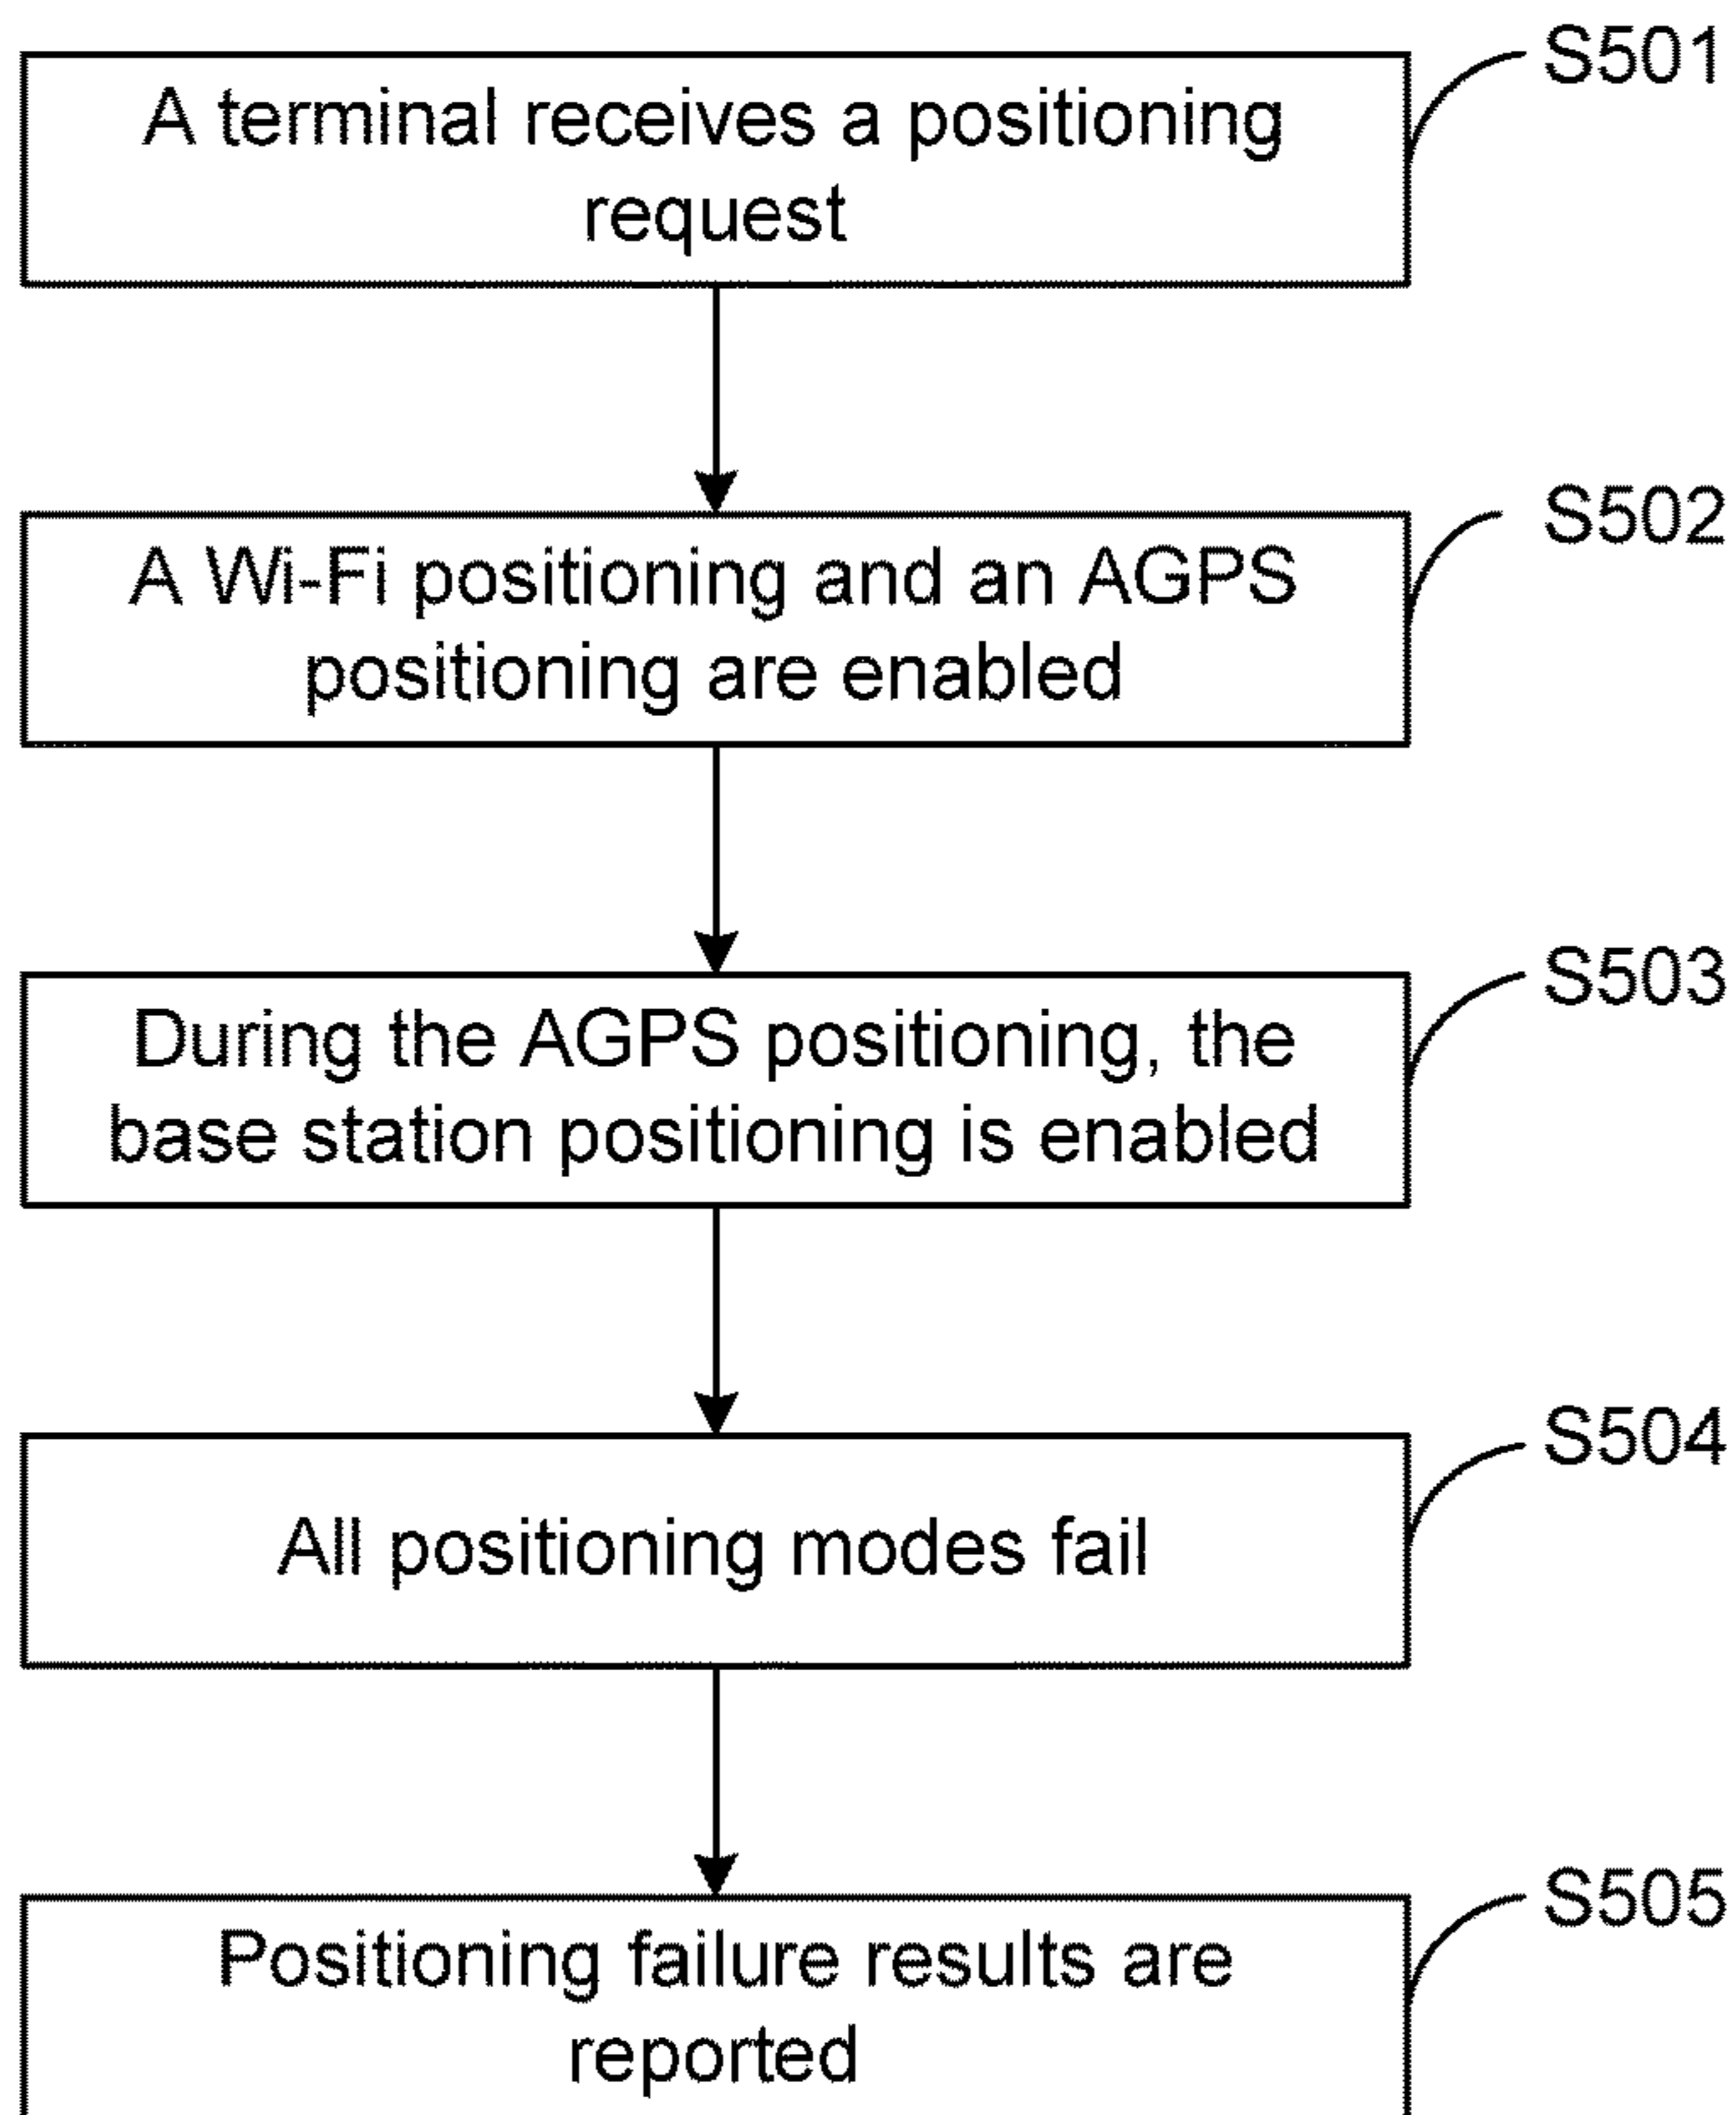 S501
A terminal receives a positioning
request
S502
A Wi-Fi positioning and an AGPS
positioning are enabled
S503
During the AGPS positioning, the
base station positioning is enabled
S504
All positioning modes fail
S505
Positioning failure results are
reported